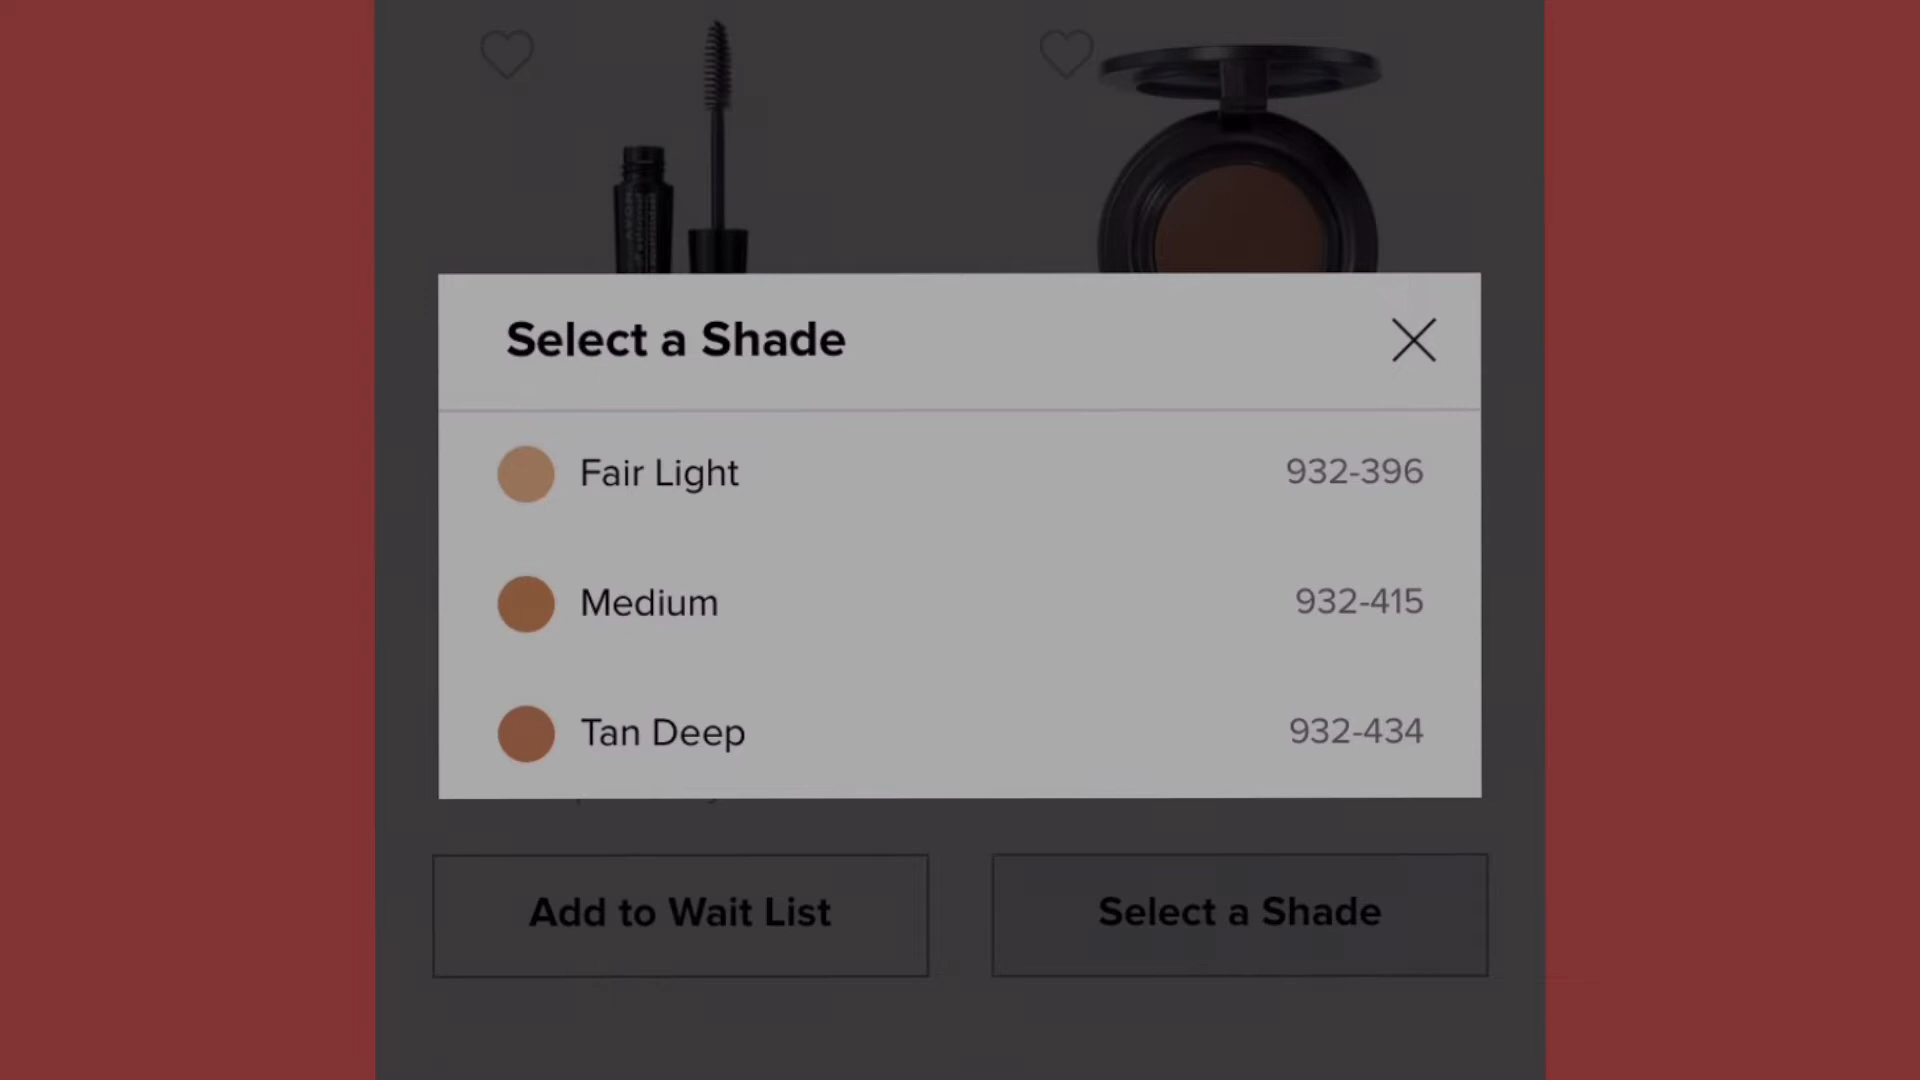 Select a Shade
Fair Light 932-396
Medium 932-415
Tan Deep 932-434
Add to Wait List
Select a Shade